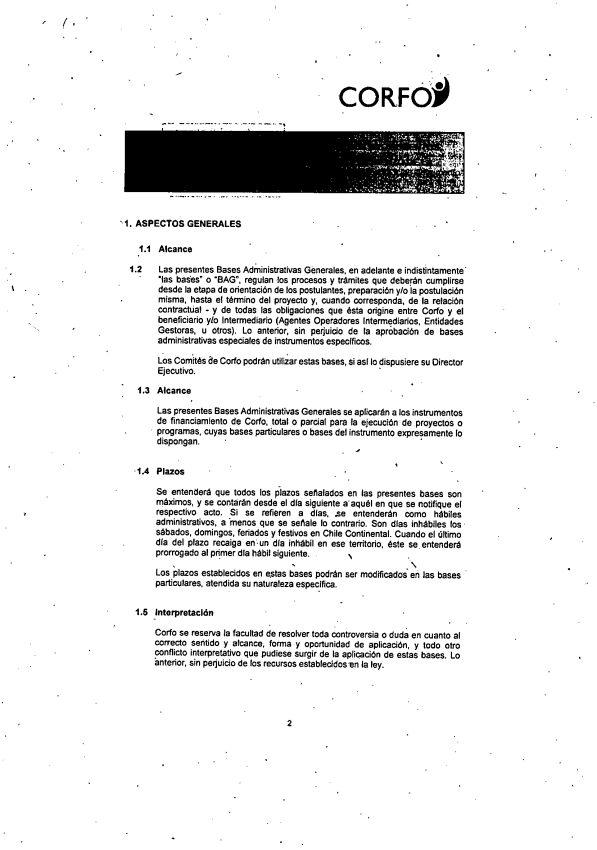 CORFO
1. ASPECTOS GENERALES
1.1 Alcance
1.2 Las presentes Bases Administrativas Generales, en adelante e indistintamente
"las bases" o "BAG", regulan los procesos y trámites que deberán cumplirse
desde la etapa de orientación de los postulantes, preparación y/o la postulación
misma, hasta el término del proyecto y, cuando corresponda, de la relación
contractual - y de todas las obligaciones que ésta origine entre Corfo y el
beneficiario y/o Intermediario (Agentes Operadores Intermediarios, Entidades
Gestoras, u otros). Lo anterior, sin perjuicio de la aprobación de bases
administrativas especiales de instrumentos específicos.
Los Comités de Corfo podrán utilizar estas bases, si así lo dispusiere su Director
Ejecutivo.
1.3 Alcance
Las presentes Bases Administrativas Generales se aplicarán a los instrumentos
de financiamiento de Corfo, total o parcial para la ejecución de proyectos o
programas, cuyas bases particulares o bases del instrumento expresamente lo
dispongan.
1.4 Plazos
Se entenderá que todos los plazos señalados en las presentes bases son
máximos, y se contarán desde el día siguiente a aquél en que se notifique el
respectivo acto. Si se refieren a días, se entenderán como hábiles
administrativos, a menos que se señale lo contrario. Son días inhábiles los
sábados, domingos, feriados y festivos en Chile Continental. Cuando el último
día del plazo recaiga en un día inhábil en ese territorio, éste se entenderá
prorrogado al primer día hábil siguiente.
Los plazos establecidos en estas bases podrán ser modificados en las bases
particulares, atendida su naturaleza específica.
1.5 Interpretación
Corfo se reserva la facultad de resolver toda controversia o duda en cuanto al
correcto sentido y alcance, forma y oportunidad de aplicación, y todo otro
conflicto interpretativo que pudiese surgir de la aplicación de estas bases. Lo
anterior, sin perjuicio de los recursos establecidos en la ley.
2